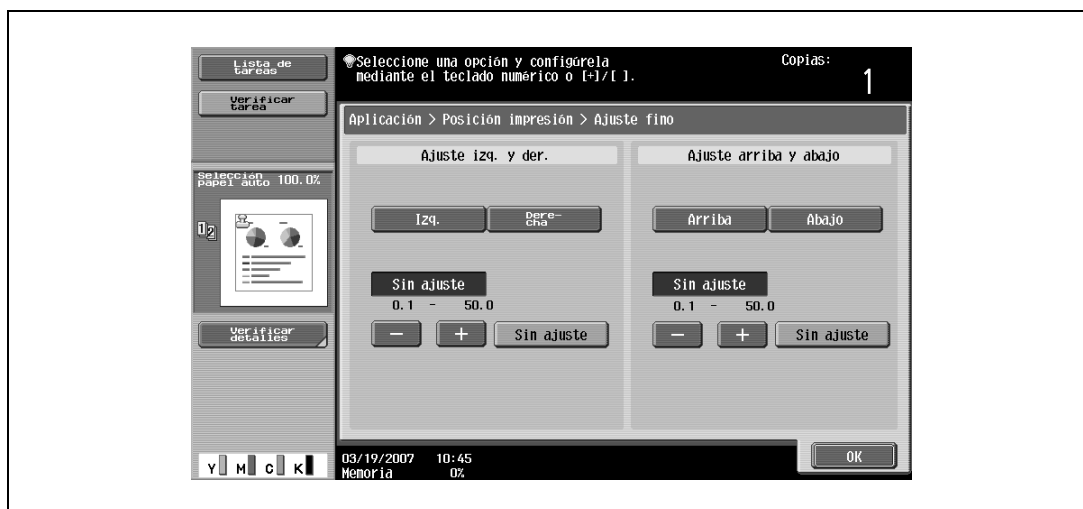 Lista de
tareas
Verificar
tarea
Selección
papel auto 100.0%
1 2
Verificar
detalles
Y M C K
Seleccione una opción y configúrela
mediante el teclado numérico o [+]/[ ].
Copias:
1
Aplicación > Posición impresión > Ajuste fino
Ajuste izq. y der.
Izq. Dere-
cha
Sin ajuste
0.1 - 50.0
− + Sin ajuste
Ajuste arriba y abajo
Arriba Abajo
Sin ajuste
0.1 - 50.0
− + Sin ajuste
03/19/2007 10:45
Memoria 0%
OK